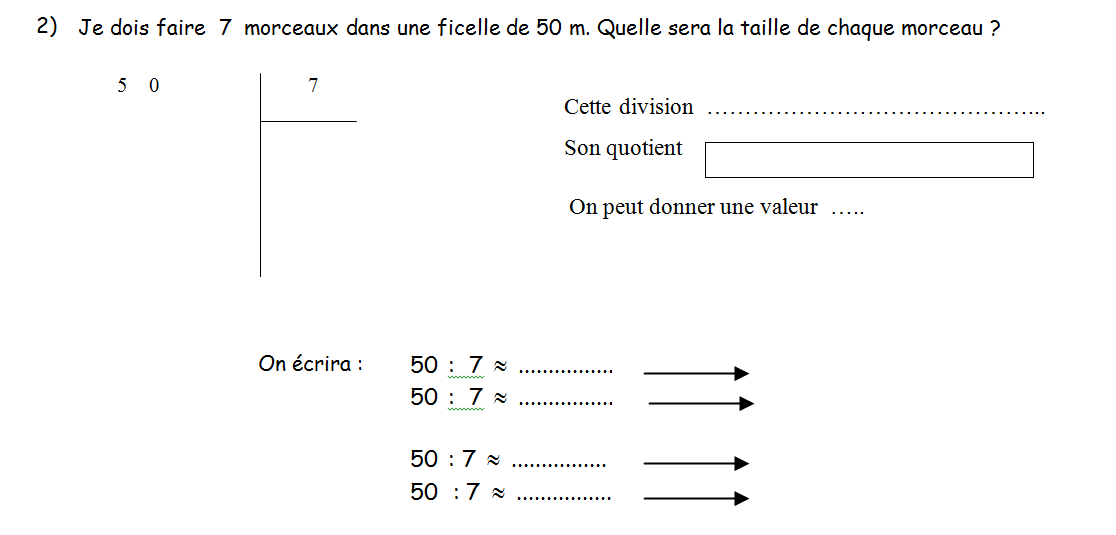 2) Je dois faire 7 morceaux dans une ficelle de 50 m. Quelle sera la taille de chaque morceau ?
5 0 7
Cette division ………………………………………...
Son quotient
On peut donner une valeur …..
On écrira : 50 : 7 ≈ ................
50 : 7 ≈ ................
50 : 7 ≈ ................
50 : 7 ≈ ................